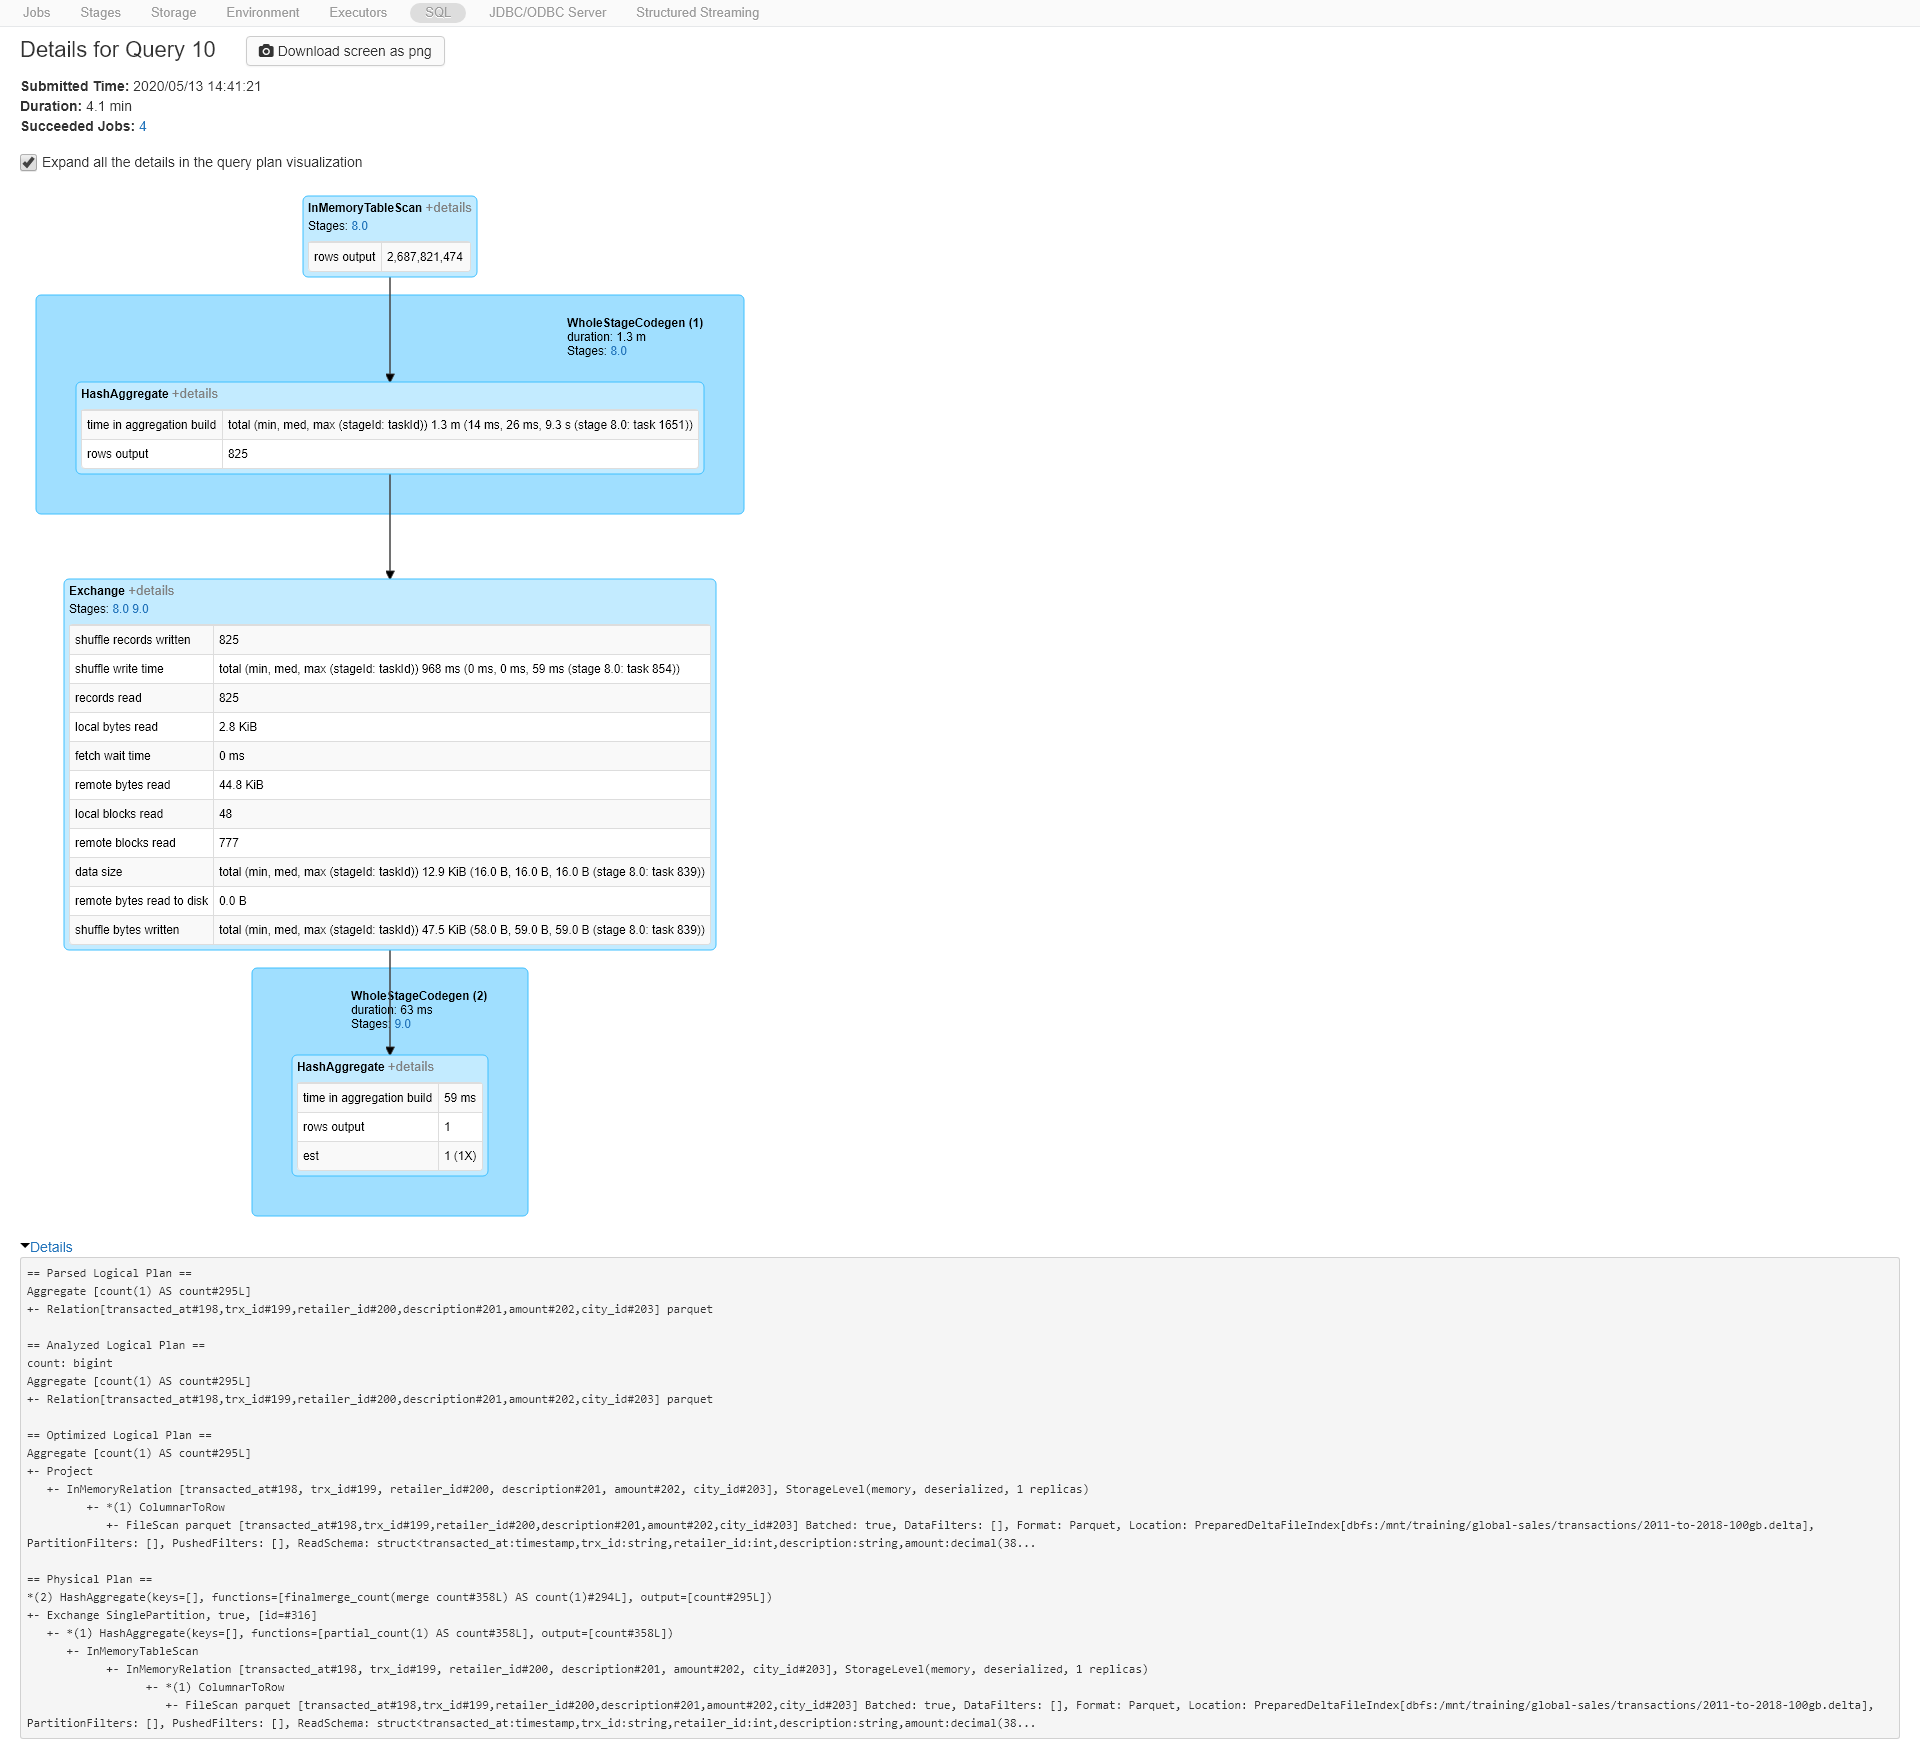 Jobs Stages Storage Environment Executors SQL JDBC/ODBC Server Structured Streaming
Details for Query 10 Download screen as png
Submitted Time: 2020/05/13 14:41:21
Duration: 4.1 min
Succeeded Jobs: 4
Expand all the details in the query plan visualization
InMemoryTableScan +details
Stages: 8.0
rows output 2,687,821,474
WholeStageCodegen (1)
duration: 1.3 m
Stages: 8.0
HashAggregate +details
time in aggregation build total (min, med, max (stageId: taskId)) 1.3 m (14 ms, 26 ms, 9.3 s (stage 8.0: task 1651))
rows output 825
Exchange +details
Stages: 8.0 9.0
shuffle records written 825
shuffle write time total (min, med, max (stageId: taskId)) 968 ms (0 ms, 0 ms, 59 ms (stage 8.0: task 854))
records read 825
local bytes read 2.8 KiB
fetch wait time 0 ms
remote bytes read 44.8 KiB
local blocks read 48
remote blocks read 777
data size total (min, med, max (stageId: taskId)) 12.9 KiB (16.0 B, 16.0 B, 16.0 B (stage 8.0: task 839))
remote bytes read to disk 0.0 B
shuffle bytes written total (min, med, max (stageId: taskId)) 47.5 KiB (58.0 B, 59.0 B, 59.0 B (stage 8.0: task 839))
WholeStageCodegen (2)
duration: 63 ms
Stages: 9.0
HashAggregate +details
time in aggregation build 59 ms
rows output 1
est 1 (1X)
Details
== Parsed Logical Plan ==
Aggregate [count(1) AS count#295L]
+- Relation[transacted_at#198,trx_id#199,retailer_id#200,description#201,amount#202,city_id#203] parquet
== Analyzed Logical Plan ==
count: bigint
Aggregate [count(1) AS count#295L]
+- Relation[transacted_at#198,trx_id#199,retailer_id#200,description#201,amount#202,city_id#203] parquet
== Optimized Logical Plan ==
Aggregate [count(1) AS count#295L]
+- Project
+- InMemoryRelation [transacted_at#198, trx_id#199, retailer_id#200, description#201, amount#202, city_id#203], StorageLevel(memory, deserialized, 1 replicas)
+- *(1) ColumnarToRow
+- FileScan parquet [transacted_at#198,trx_id#199,retailer_id#200,description#201,amount#202,city_id#203] Batched: true, DataFilters: [], Format: Parquet, Location: PreparedDeltaFileIndex[dbfs:/mnt/training/global-sales/transactions/2011-to-2018-100gb.delta],
PartitionFilters: [], PushedFilters: [], ReadSchema: struct<transacted_at:timestamp,trx_id:string,retailer_id:int,description:string,amount:decimal(38...
== Physical Plan ==
*(2) HashAggregate(keys=[], functions=[finalmerge_count(merge count#358L) AS count(1)#294L], output=[count#295L])
+- Exchange SinglePartition, true, [id=#316]
+- *(1) HashAggregate(keys=[], functions=[partial_count(1) AS count#358L], output=[count#358L])
+- InMemoryTableScan
+- InMemoryRelation [transacted_at#198, trx_id#199, retailer_id#200, description#201, amount#202, city_id#203], StorageLevel(memory, deserialized, 1 replicas)
+- *(1) ColumnarToRow
+- FileScan parquet [transacted_at#198,trx_id#199,retailer_id#200,description#201,amount#202,city_id#203] Batched: true, DataFilters: [], Format: Parquet, Location: PreparedDeltaFileIndex[dbfs:/mnt/training/global-sales/transactions/2011-to-2018-100gb.delta],
PartitionFilters: [], PushedFilters: [], ReadSchema: struct<transacted_at:timestamp,trx_id:string,retailer_id:int,description:string,amount:decimal(38...